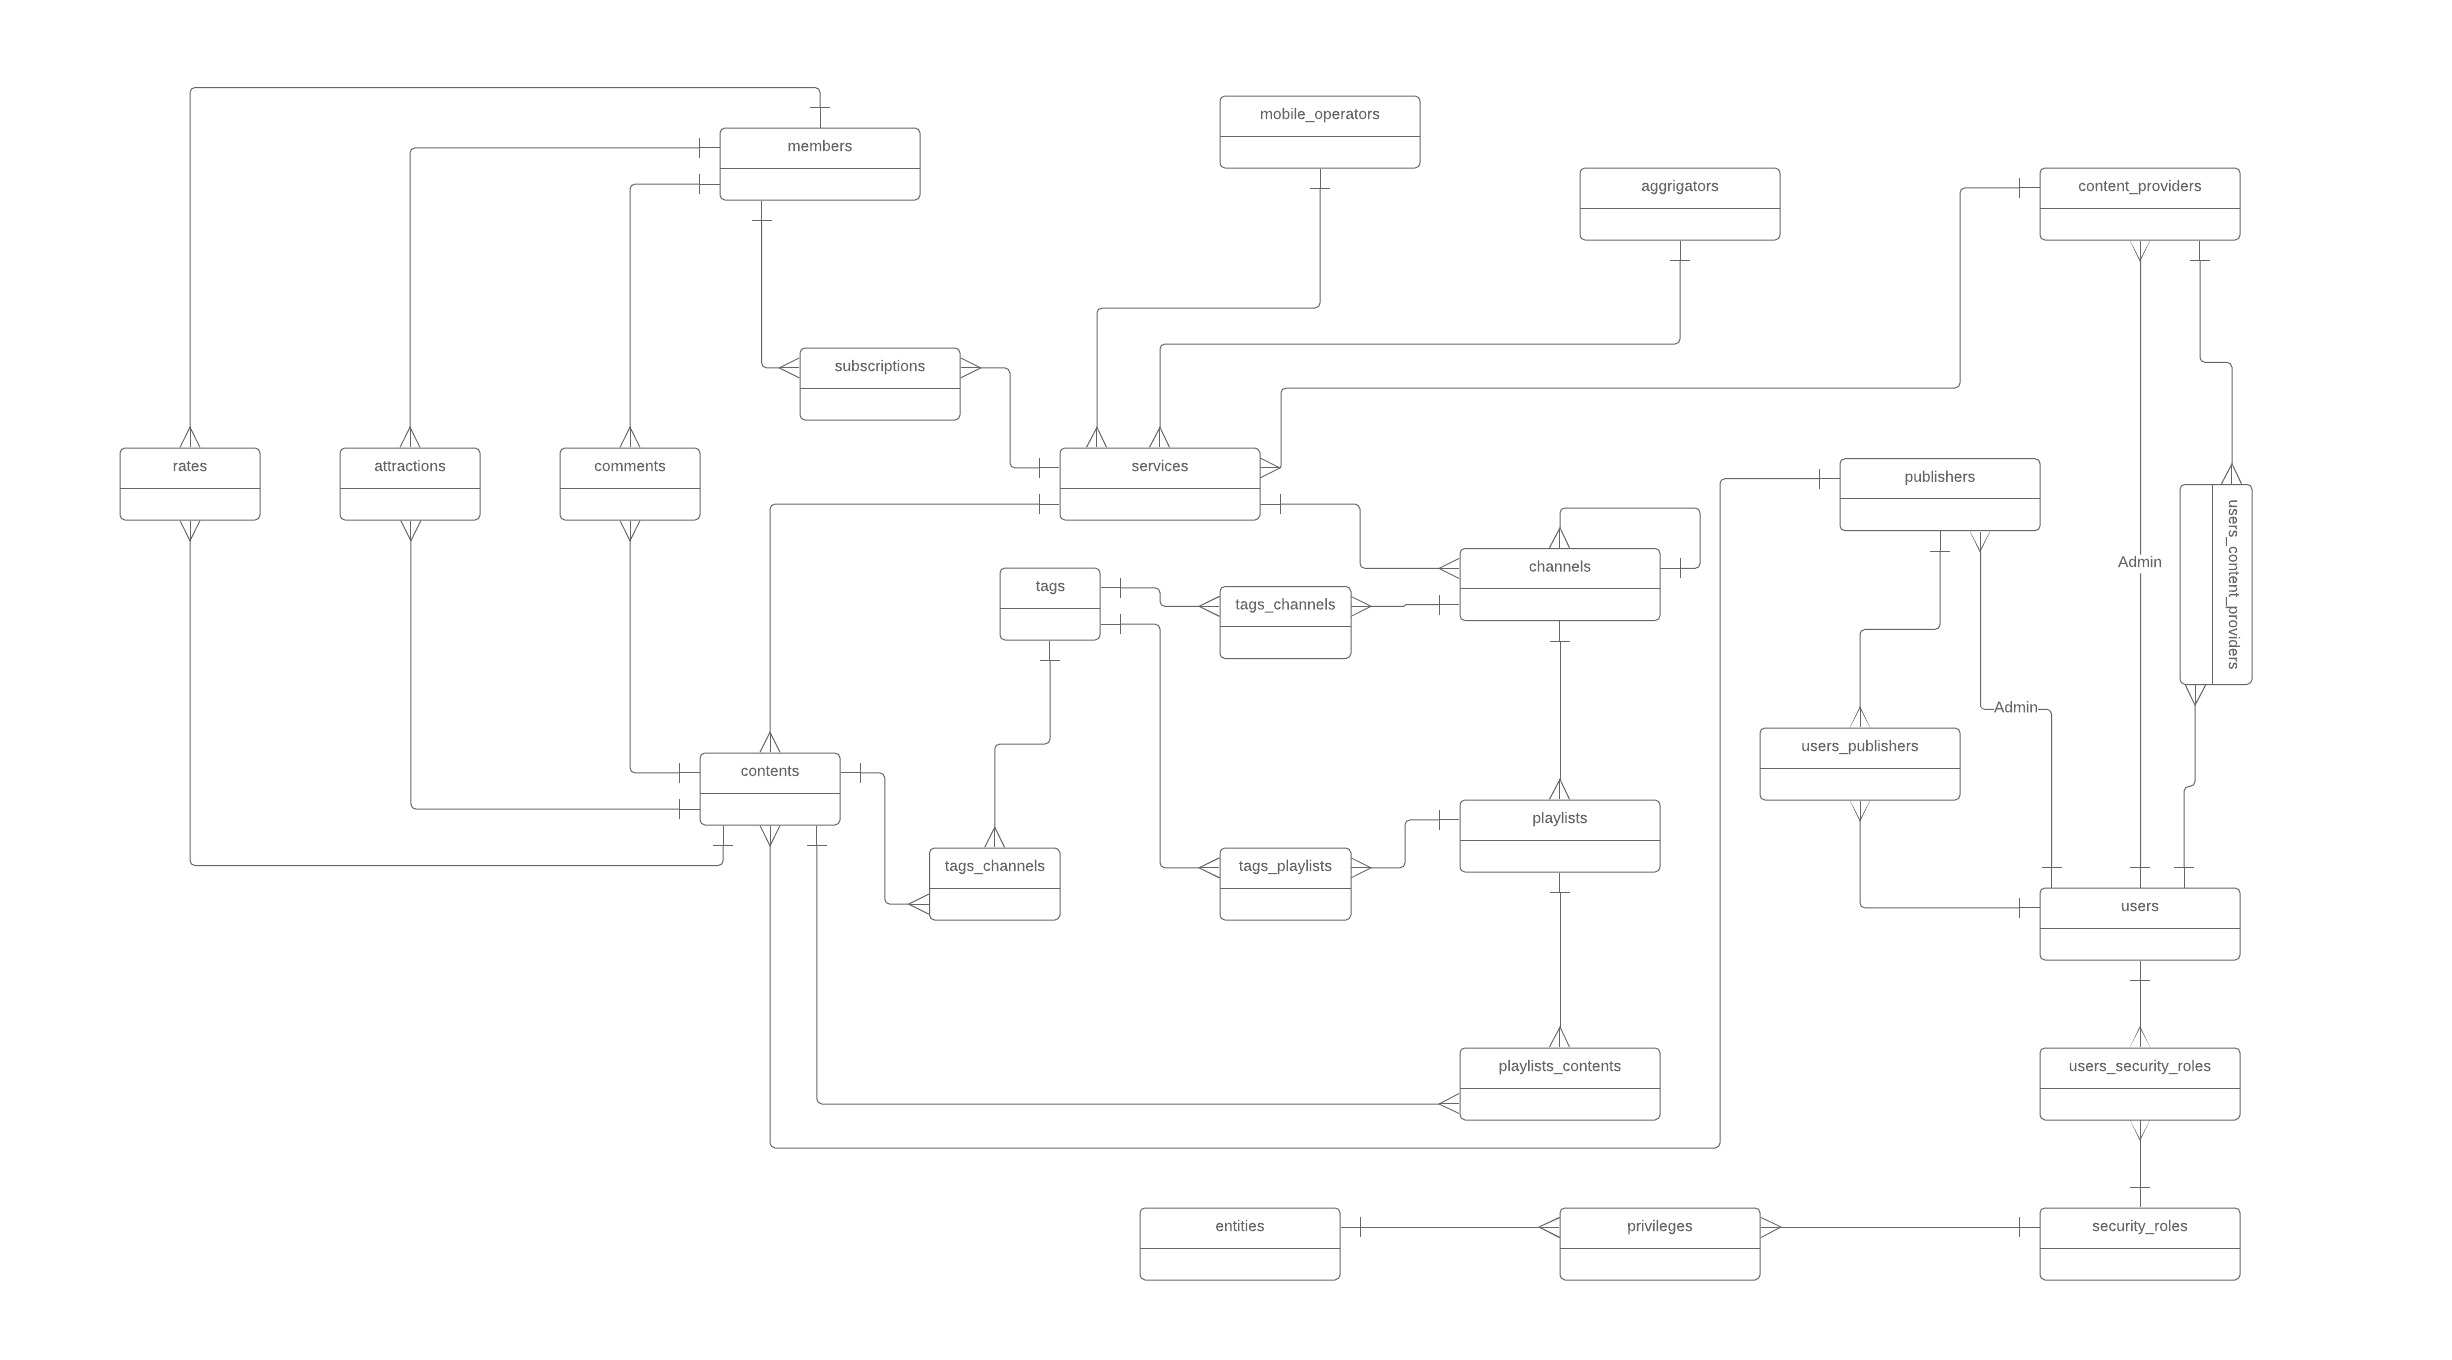 mobile_operators
members
aggrigators
content_providers
subscriptions
rates
attractions
comments
services
publishers
users_content_providers
Admin
channels
tags
tags_channels
Admin
users_publishers
contents
playlists
tags_channels
tags_playlists
users
playlists_contents
users_security_roles
entities
privileges
security_roles